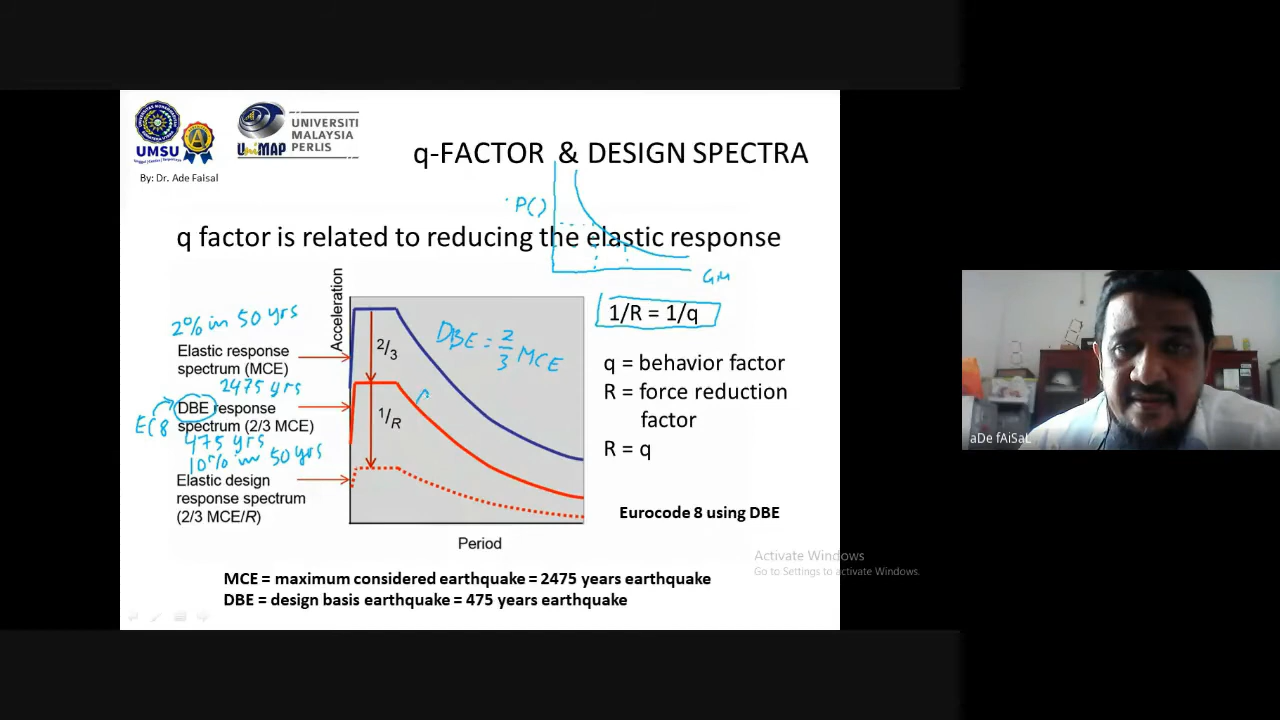 UMSU
Unggul | Cerdas | Terpercaya
A
UniMAP
UNIVERSITI
MALAYSIA
PERLIS
By: Dr. Ade Faisal
q-FACTOR & DESIGN SPECTRA
P()
q factor is related to reducing the elastic response
GM
2% in 50 yrs
Elastic response
spectrum (MCE)
2475 yrs
DBE response
spectrum (2/3 MCE)
EC8
475 yrs
10% in 50 yrs
Elastic design
response spectrum
(2/3 MCE/R)
Acceleration
2/3
1/R
DBE = 2/3 MCE
Period
1/R = 1/q
q = behavior factor
R = force reduction
factor
R = q
Eurocode 8 using DBE
MCE = maximum considered earthquake = 2475 years earthquake
DBE = design basis earthquake = 475 years earthquake
Activate Windows
Go to Settings to activate Windows.
aDe fAiSaL